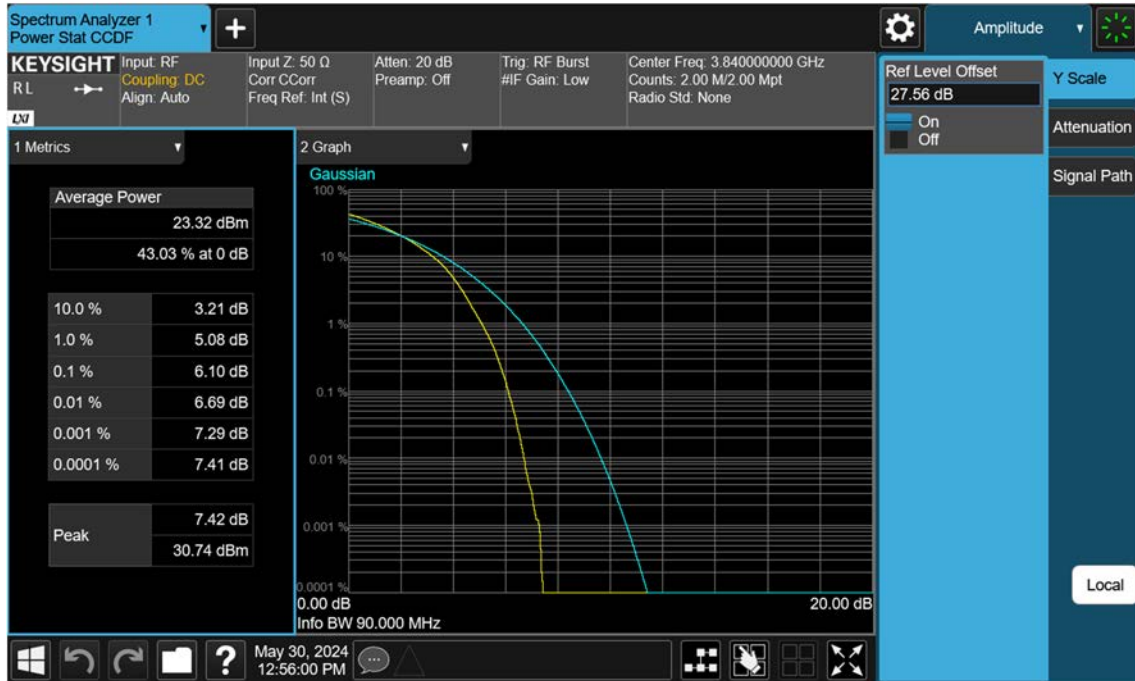 Spectrum Analyzer 1
Power Stat CCDF
+
Amplitude
KEYSIGHT
R L
LXI
Input: RF
Coupling: DC
Align: Auto
Input Z: 50 Ω
Corr CCorr
Freq Ref: Int (S)
Atten: 20 dB
Preamp: Off
Trig: RF Burst
#IF Gain: Low
Center Freq: 3.840000000 GHz
Counts: 2.00 M/2.00 Mpt
Radio Std: None
Ref Level Offset
27.56 dB
On
Off
Y Scale
Attenuation
Signal Path
1 Metrics
Average Power
23.32 dBm
43.03 % at 0 dB
10.0 % 3.21 dB
1.0 % 5.08 dB
0.1 % 6.10 dB
0.01 % 6.69 dB
0.001 % 7.29 dB
0.0001 % 7.41 dB
Peak
7.42 dB
30.74 dBm
2 Graph
Gaussian
100 %
10 %
1 %
0.1 %
0.01 %
0.001 %
0.0001 %
0.00 dB 20.00 dB
Info BW 90.000 MHz
Local
?
May 30, 2024
12:56:00 PM